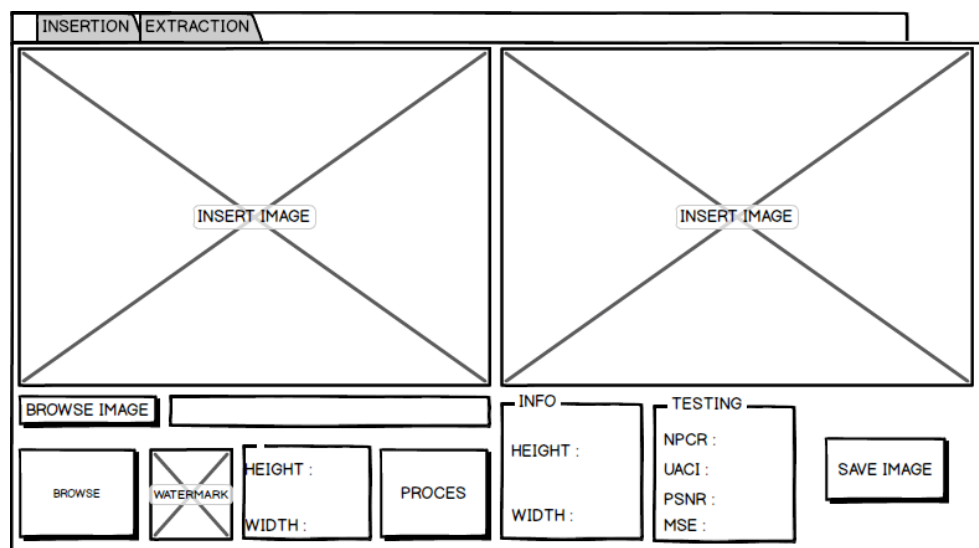 INSERTION EXTRACTION
INSERT IMAGE
INSERT IMAGE
BROWSE IMAGE
BROWSE
WATERMARK
HEIGHT :
WIDTH :
PROCES
INFO
HEIGHT :
WIDTH :
TESTING
NPCR :
UACI :
PSNR :
MSE :
SAVE IMAGE